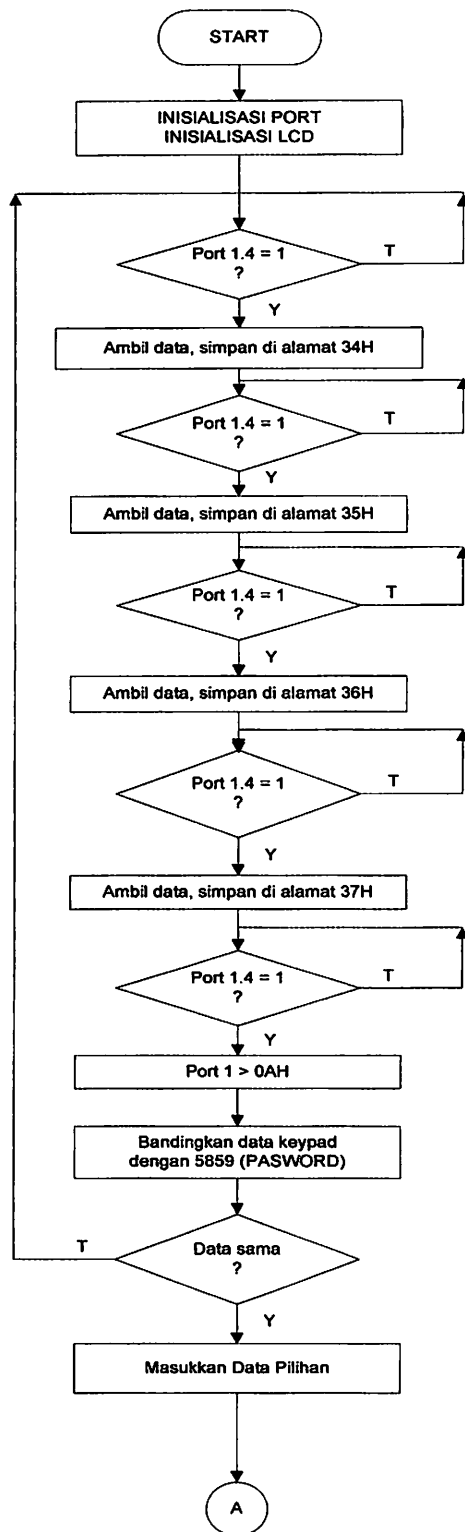 START
INISIALISASI PORT
INISIALISASI LCD
Port 1.4 = 1
?
T
Y
Ambil data, simpan di alamat 34H
Port 1.4 = 1
?
T
Y
Ambil data, simpan di alamat 35H
Port 1.4 = 1
?
T
Y
Ambil data, simpan di alamat 36H
Port 1.4 = 1
?
T
Y
Ambil data, simpan di alamat 37H
Port 1.4 = 1
?
T
Y
Port 1 > 0AH
Bandingkan data keypad
dengan 5859 (PASWORD)
T
Data sama
?
Y
Masukkan Data Pilihan
A